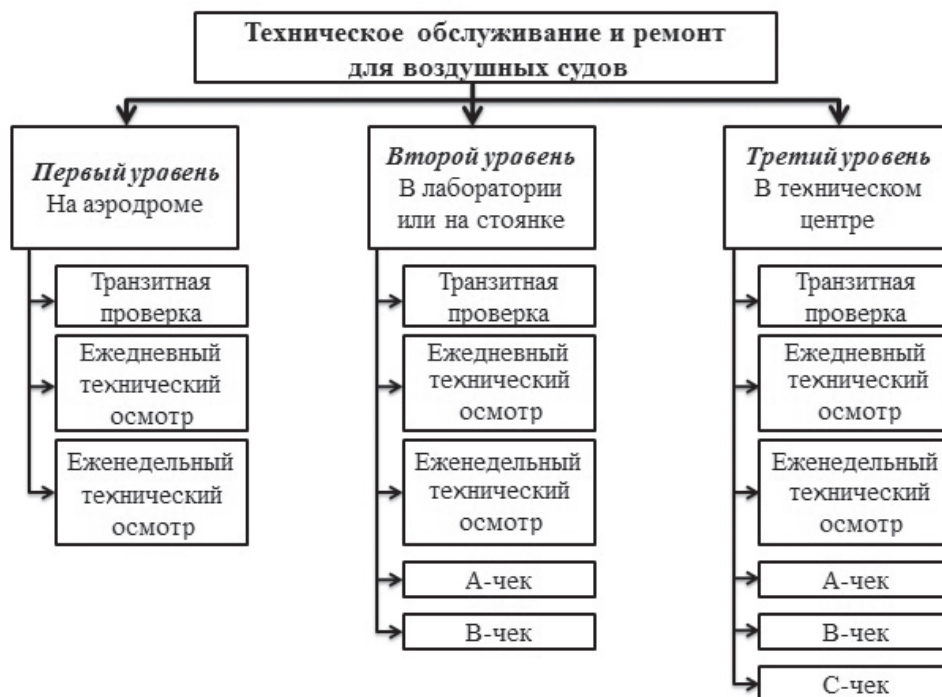 Техническое обслуживание и ремонт
для воздушных судов
Первый уравень
На аэродроме
Транзитная
проверка
Ежедневный
технический
осмотр
Еженедельный
технический
осмотр
Второй уравень
В лаборатории
или на стоянке
Транзитная
проверка
Ежедневный
технический
осмотр
Еженедельный
технический
осмотр
А-чек
В-чек
Третий уровень
В техническом
центре
Транзитная
проверка
Ежедневный
технический
осмотр
Еженедельный
технический
осмотр
А-чек
В-чек
С-чек